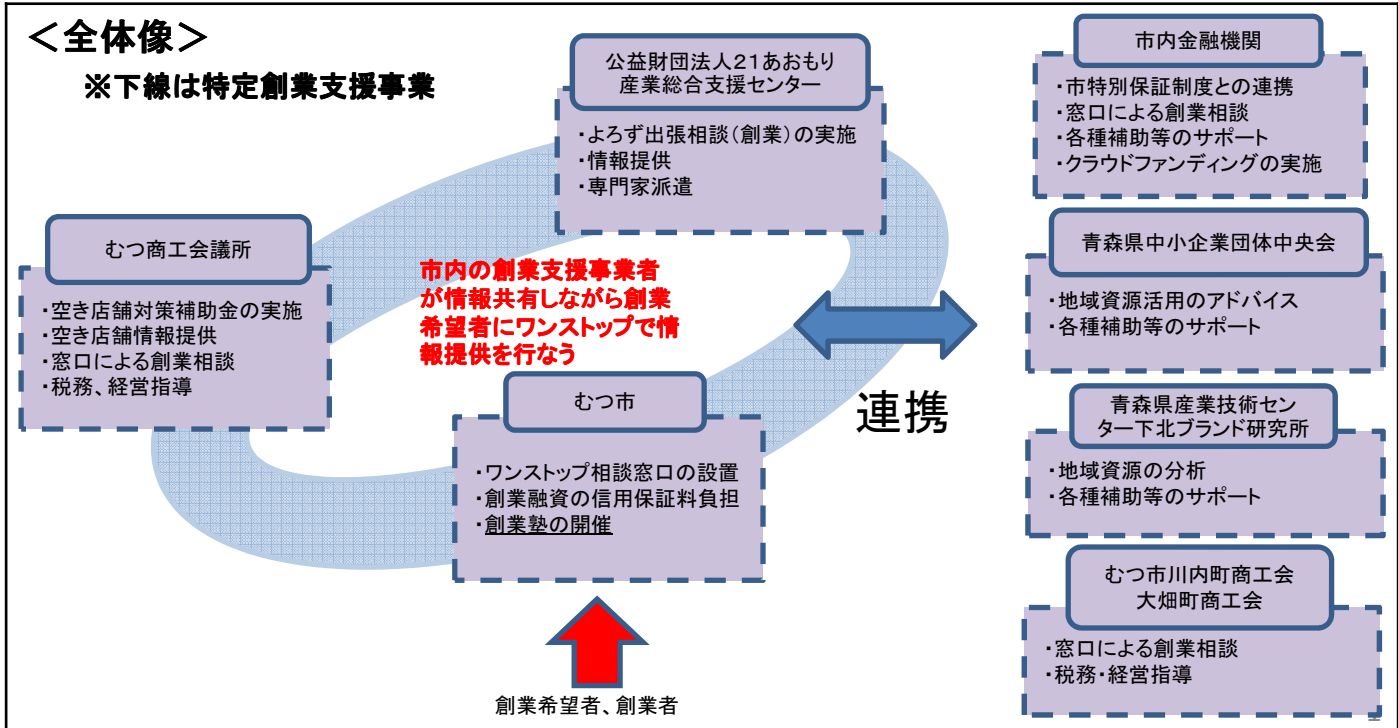 ＜全体像＞
※下線は特定創業支援事業
公益財団法人２１あおもり
産業総合支援センター
・よろず出張相談（創業）の実施
・情報提供
・専門家派遣
むつ商工会議所
・空き店舗対策補助金の実施
・空き店舗情報提供
・窓口による創業相談
・税務、経営指導
市内の創業支援事業者
が情報共有しながら創業
希望者にワンストップで情
報提供を行なう
むつ市
・ワンストップ相談窓口の設置
・創業融資の信用保証料負担
・創業塾の開催
創業希望者、創業者
連携
市内金融機関
・市特別保証制度との連携
・窓口による創業相談
・各種補助等のサポート
・クラウドファンディングの実施
青森県中小企業団体中央会
・地域資源活用のアドバイス
・各種補助等のサポート
青森県産業技術セン
ター下北ブランド研究所
・地域資源の分析
・各種補助等のサポート
むつ市川内町商工会
大畑町商工会
・窓口による創業相談
・税務・経営指導